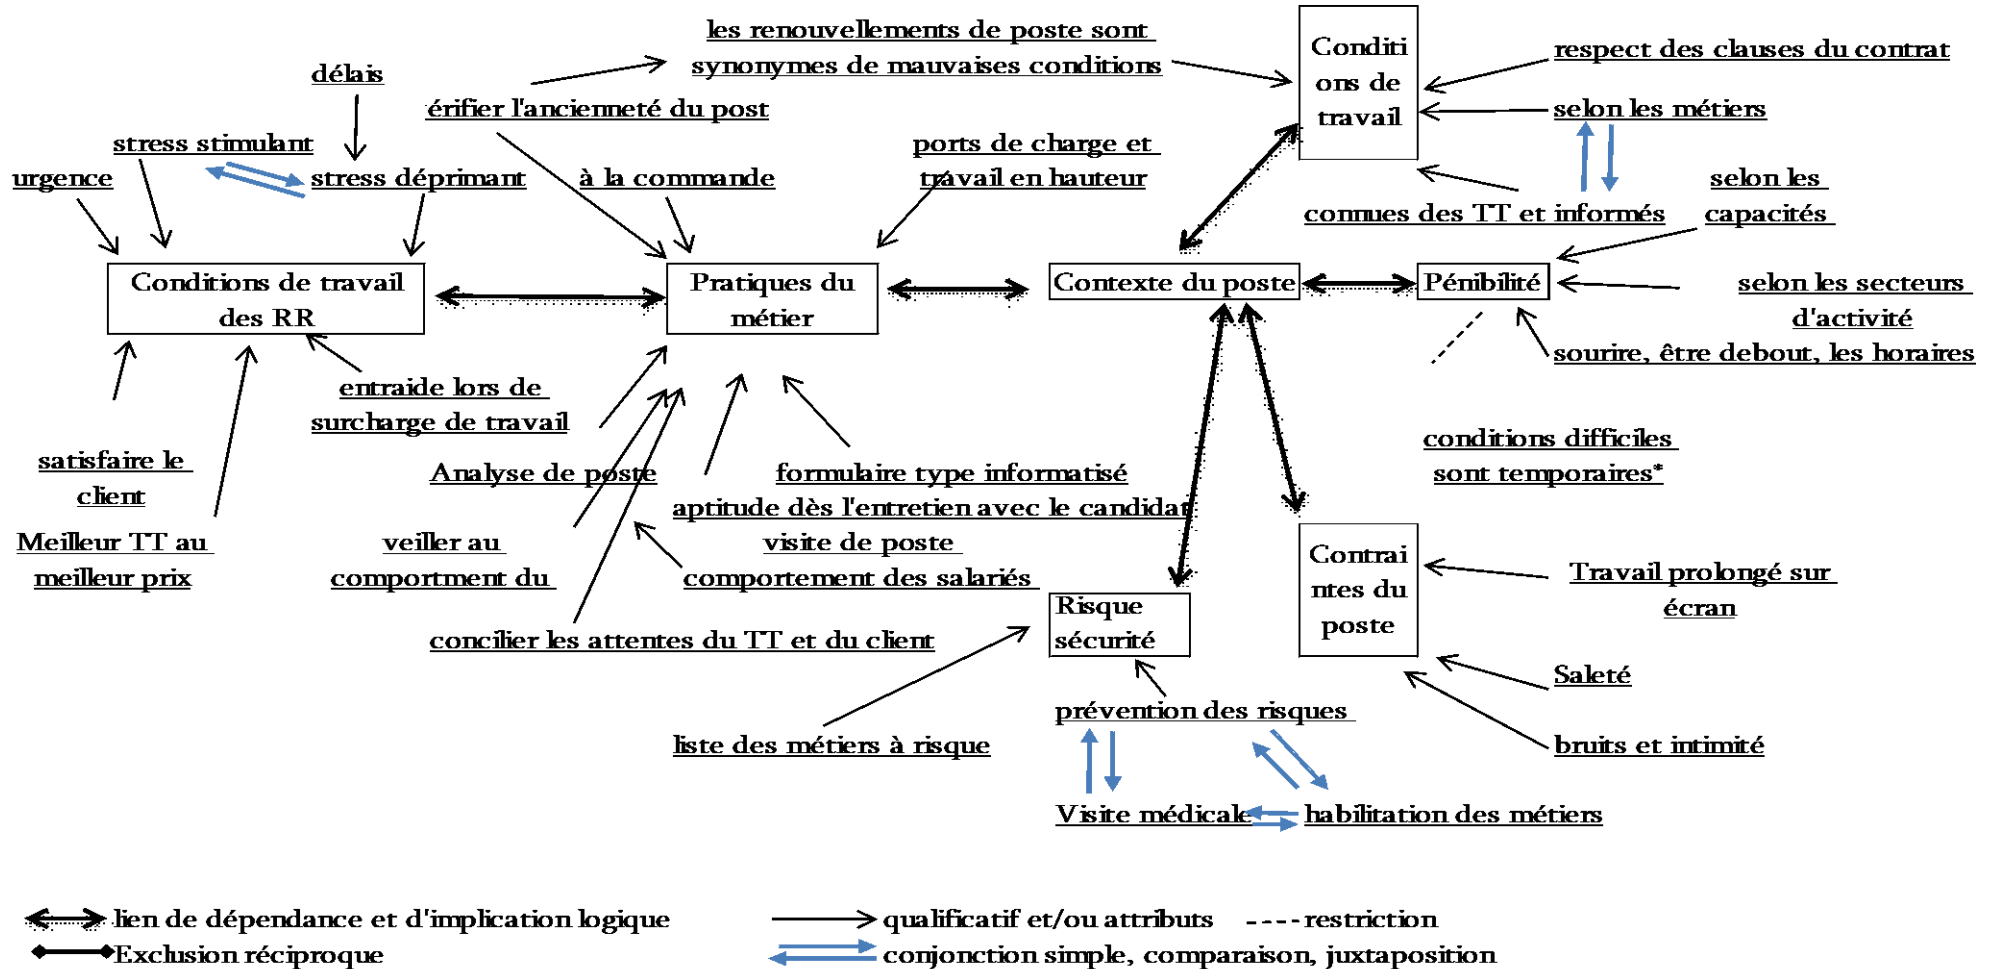 les renouvellements de poste sont
synonymes de mauvaises conditions
Conditi
ons de
travail
respect des clauses du contrat
délais
érifier l'ancienneté du post
selon les métiers
stress stimulant
ports de charge et
travail en hauteur
urgence
stress déprimant
à la commande
selon les
capacités
connues des TT et informés
Conditions de travail
des RR
Pratiques du
métier
Contexte du poste
Pénibilité
selon les secteurs
d'activité
sourire, être debout, les horaires
entraide lors de
surcharge de travail
conditions difficiles
sont temporaires*
satisfaire le
client
Analyse de poste
formulaire type informatisé
aptitude dès l'entretien avec le candidat
Meilleur TT au
meilleur prix
veiller au
comportment du
visite de poste
comportement des salariés
Contrai
ntes du
poste
Travail prolongé sur
écran
Risque
sécurité
concilier les attentes du TT et du client
Saleté
prévention des risques
liste des métiers à risque
bruits et intimité
Visite médicale
habilitation des métiers
lien de dépendance et d'implication logique
qualificatif et/ou attributs
restriction
Exclusion réciproque
conjonction simple, comparaison, juxtaposition